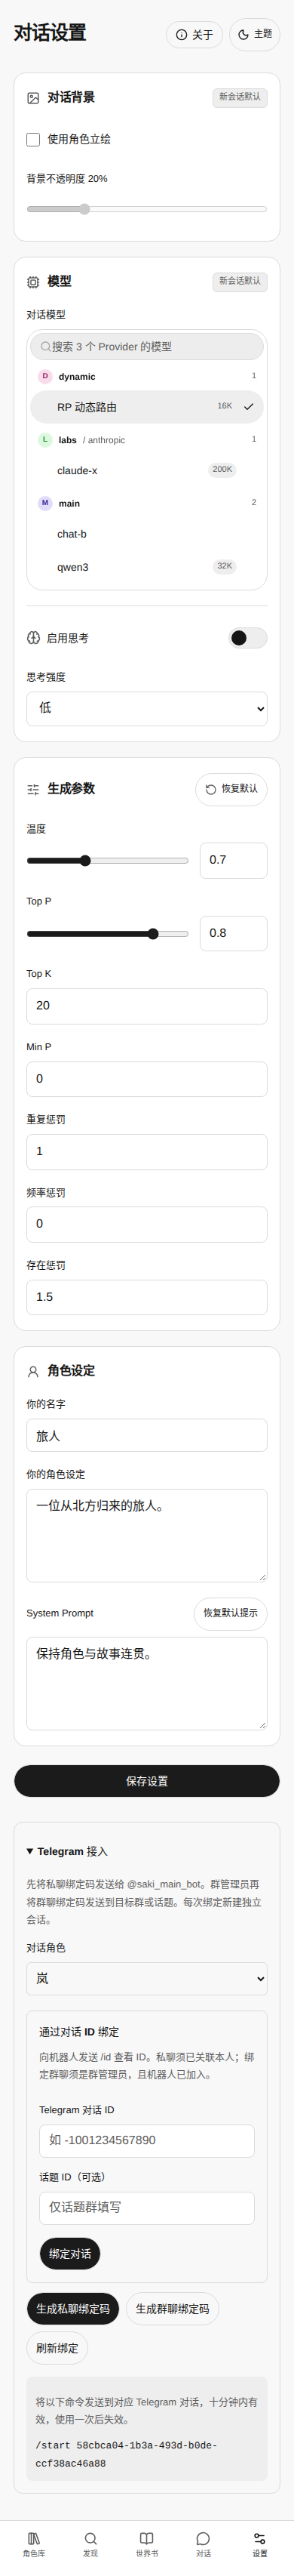 对话设置
关于
主题
对话背景
新会话默认
使用角色立绘
背景不透明度 20%
模型
新会话默认
对话模型
搜索 3 个 Provider 的模型
D dynamic 1
RP 动态路由 16K
L labs / anthropic 1
claude-x 200K
M main 2
chat-b
qwen3 32K
启用思考
思考强度
低
生成参数
恢复默认
温度
0.7
Top P
0.8
Top K
20
Min P
0
重复惩罚
1
频率惩罚
0
存在惩罚
1.5
角色设定
你的名字
旅人
你的角色设定
一位从北方归来的旅人。
System Prompt
恢复默认提示
保持角色与故事连贯。
保存设置
Telegram 接入
先将私聊绑定码发送给 @saki_main_bot。群管理员再
将群聊绑定码发送到目标群或话题。每次绑定新建独立
会话。
对话角色
岚
通过对话 ID 绑定
向机器人发送 /id 查看 ID。私聊须已关联本人；绑
定群聊须是群管理员，且机器人已加入。
Telegram 对话 ID
如 -1001234567890
话题 ID（可选）
仅话题群填写
绑定对话
生成私聊绑定码
生成群聊绑定码
刷新绑定
将以下命令发送到对应 Telegram 对话，十分钟内有
效，使用一次后失效。
/start 58cbca04-1b3a-493d-b0de-
ccf38ac46a88
角色库
发现
世界书
对话
设置